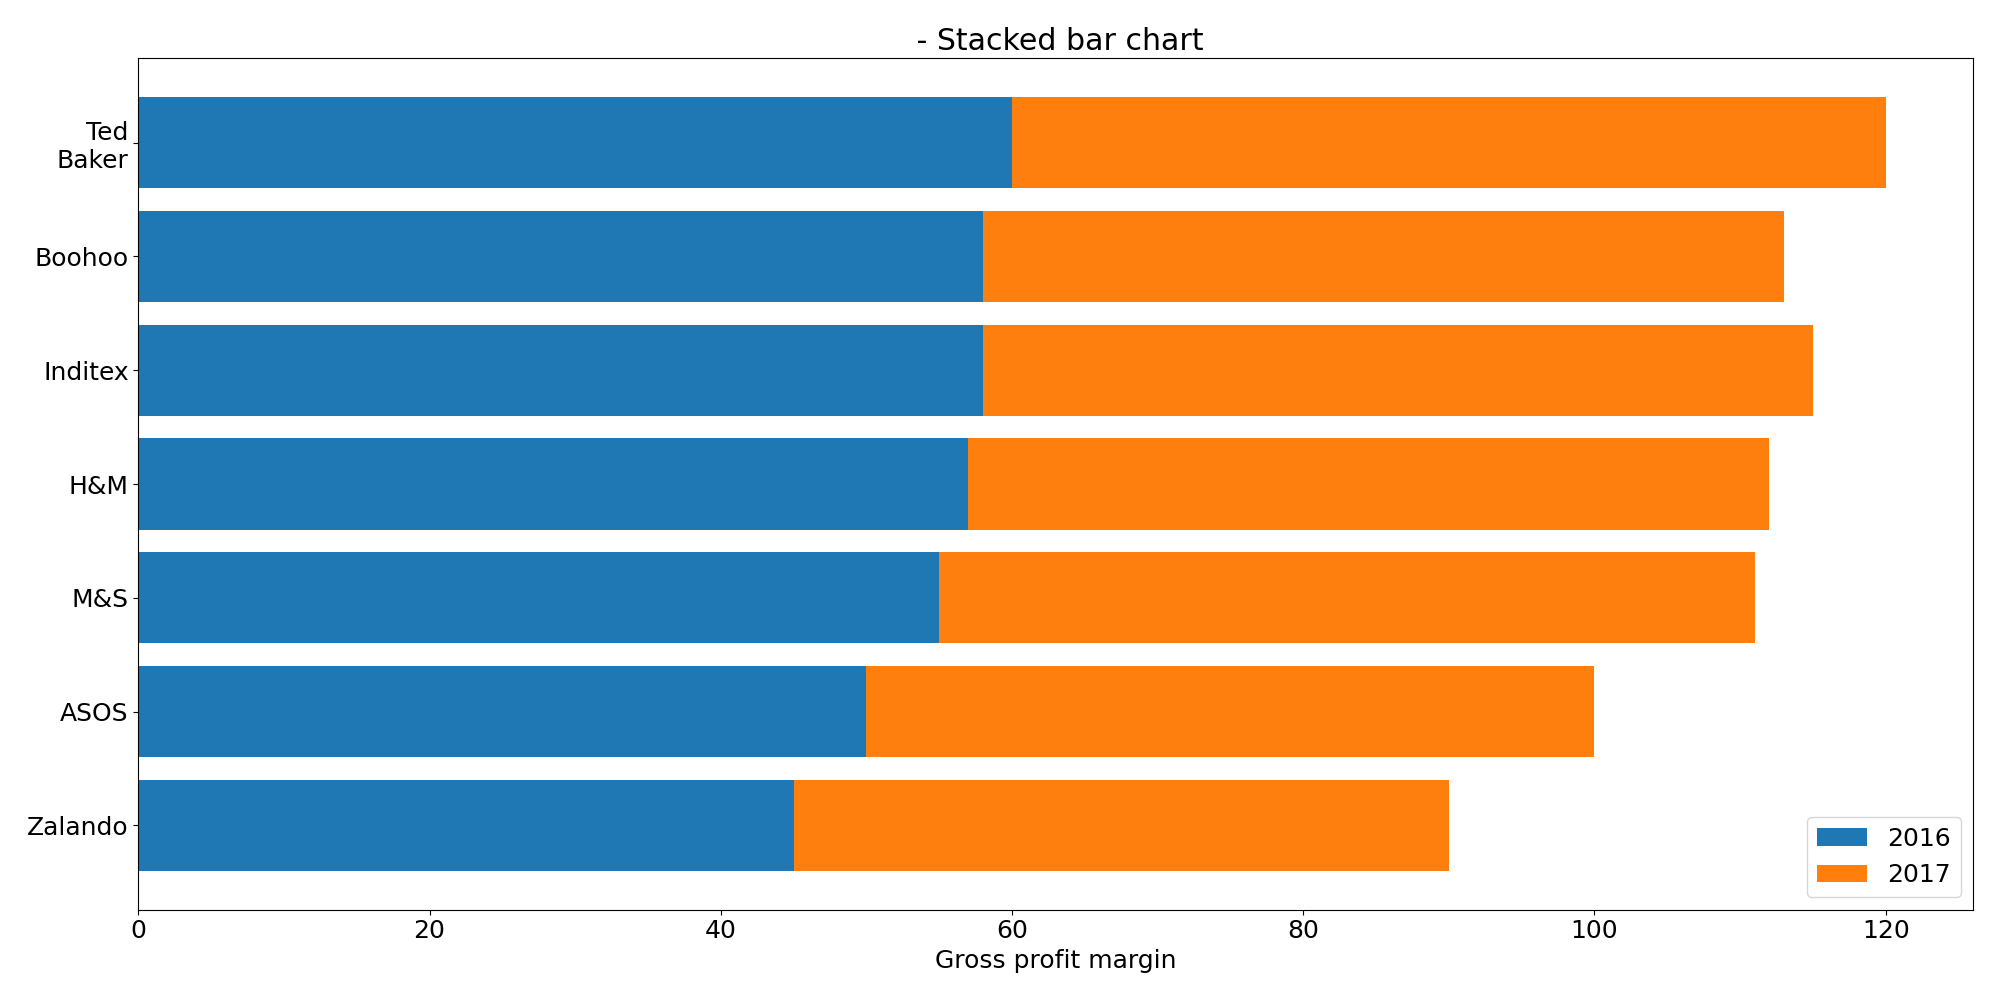 - Stacked bar chart
Ted
Baker
Boohoo
Inditex
H&M
M&S
ASOS
Zalando
2016
2017
0 20 40 60 80 100 120
Gross profit margin